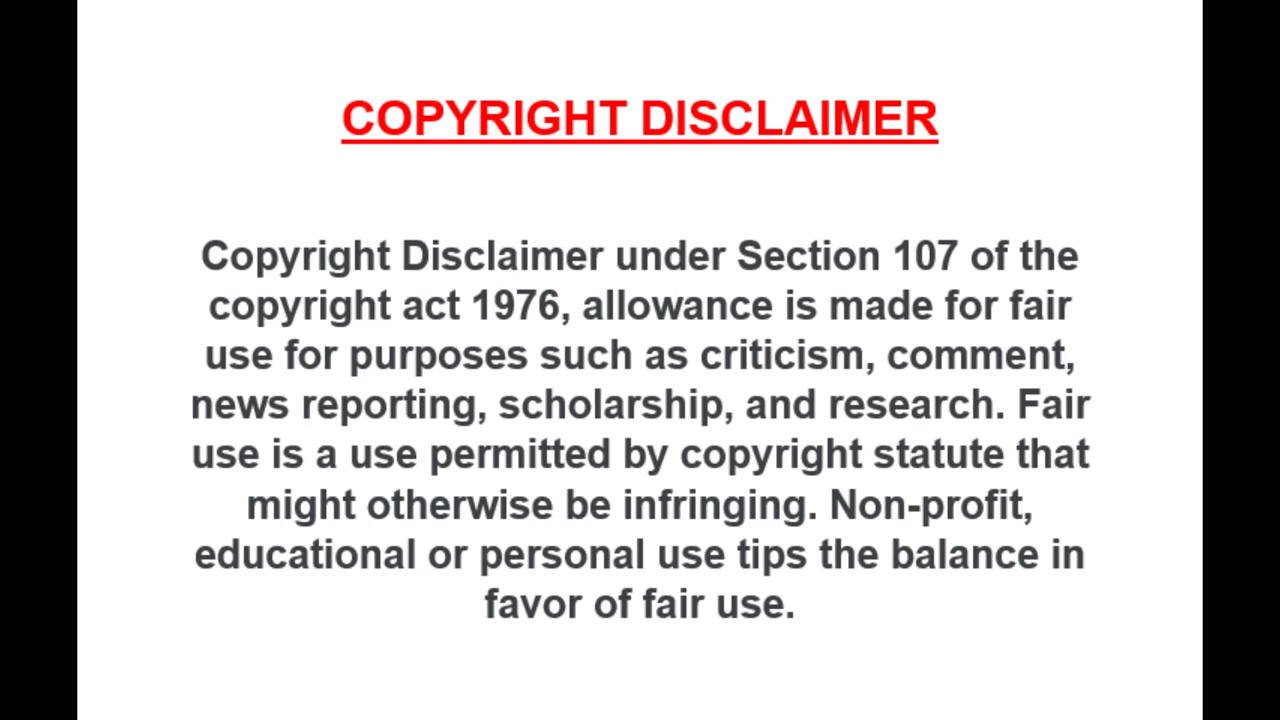 COPYRIGHT DISCLAIMER
Copyright Disclaimer under Section 107 of the
copyright act 1976, allowance is made for fair
use for purposes such as criticism, comment,
news reporting, scholarship, and research. Fair
use is a use permitted by copyright statute that
might otherwise be infringing. Non-profit,
educational or personal use tips the balance in
favor of fair use.